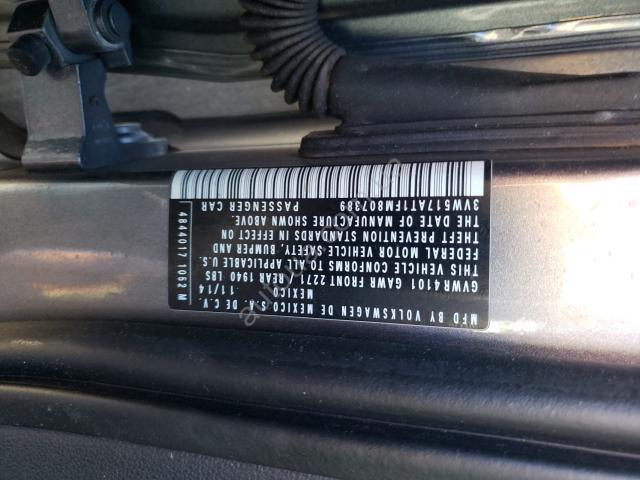 MFD BY VOLKSWAGEN DE MEXICO S.A. DE C.V.
MEXICO 11/14
GVWR 4101 GAWR FRONT 2271 REAR 1940 LBS
THIS VEHICLE CONFORMS TO ALL APPLICABLE U.S.
FEDERAL MOTOR VEHICLE SAFETY, BUMPER AND
THEFT PREVENTION STANDARDS IN EFFECT ON
THE DATE OF MANUFACTURE SHOWN ABOVE.
3VW517AT1FM807389 PASSENGER CAR
4844017 1052 M